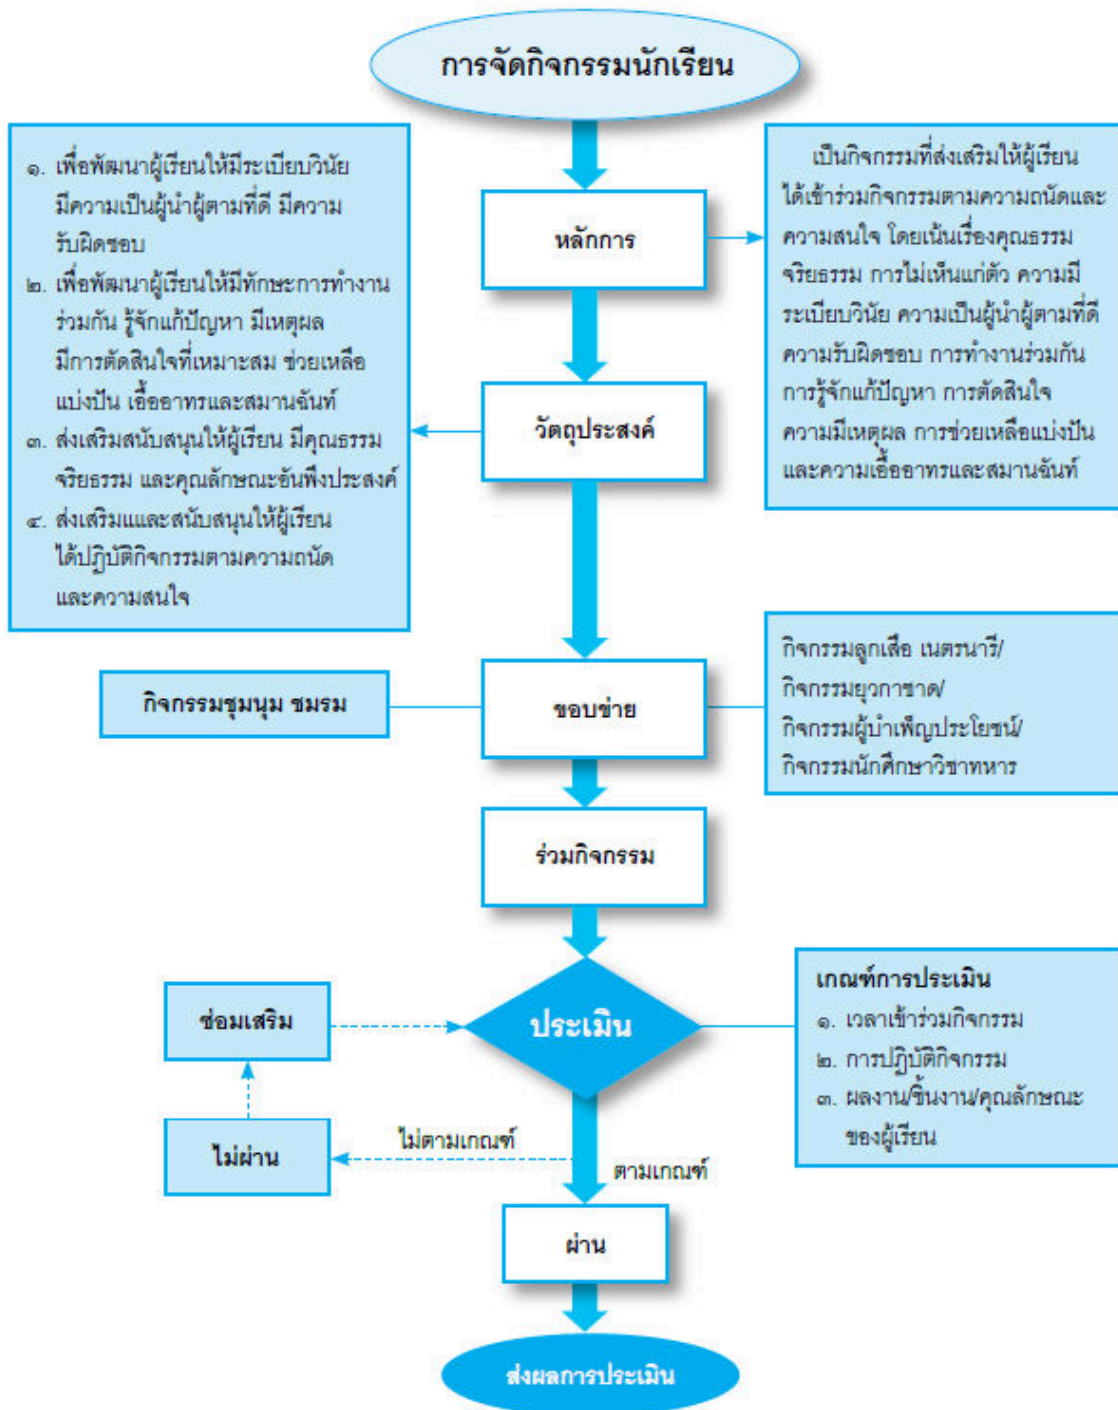 การจัดกิจกรรมนักเรียน
๑. เพื่อพัฒนาผู้เรียนให้มีระเบียบวินัย
มีความเป็นผู้นำผู้ตามที่ดี มีความ
รับผิดชอบ
๒. เพื่อพัฒนาผู้เรียนให้มีทักษะการทำงาน
ร่วมกัน รู้จักแก้ปัญหา มีเหตุผล
มีการตัดสินใจที่เหมาะสม ช่วยเหลือ
แบ่งปัน เอื้ออาทรและสมานฉันท์
๓. ส่งเสริมสนับสนุนให้ผู้เรียน มีคุณธรรม
จริยธรรม และคุณลักษณะอันพึงประสงค์
๔. ส่งเสริมแและสนับสนุนให้ผู้เรียน
ได้ปฏิบัติกิจกรรมตามความถนัด
และความสนใจ
หลักการ
เป็นกิจกรรมที่ส่งเสริมให้ผู้เรียน
ได้เข้าร่วมกิจกรรมตามความถนัดและ
ความสนใจ โดยเน้นเรื่องคุณธรรม
จริยธรรม การไม่เห็นแก่ตัว ความมี
ระเบียบวินัย ความเป็นผู้นำผู้ตามที่ดี
ความรับผิดชอบ การทำงานร่วมกัน
การรู้จักแก้ปัญหา การตัดสินใจ
ความมีเหตุผล การช่วยเหลือแบ่งปัน
และความเอื้ออาทรและสมานฉันท์
วัตถุประสงค์
กิจกรรมชุมนุม ชมรม
ขอบข่าย
กิจกรรมลูกเสือ เนตรนารี/
กิจกรรมยุวกาชาด/
กิจกรรมผู้บำเพ็ญประโยชน์/
กิจกรรมนักศึกษาวิชาทหาร
ร่วมกิจกรรม
ซ่อมเสริม
ประเมิน
เกณฑ์การประเมิน
๑. เวลาเข้าร่วมกิจกรรม
๒. การปฏิบัติกิจกรรม
๓. ผลงาน/ชิ้นงาน/คุณลักษณะ
ของผู้เรียน
ไม่ผ่าน
ไม่ตามเกณฑ์
ตามเกณฑ์
ผ่าน
ส่งผลการประเมิน